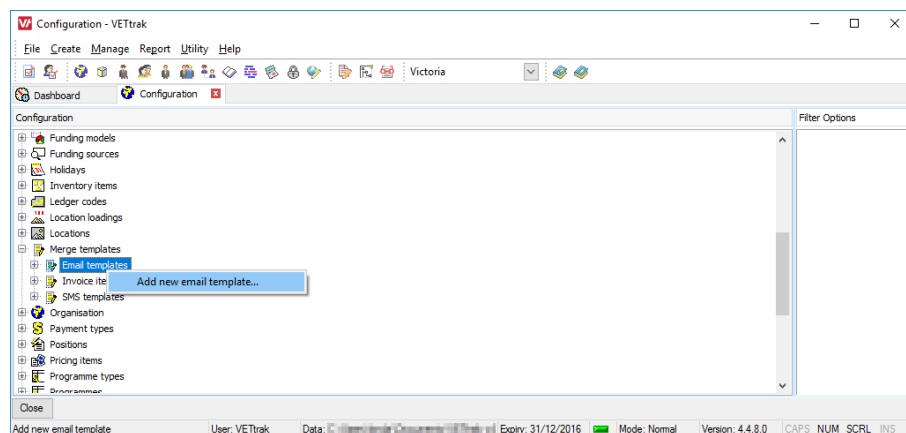 Configuration - VETtrak
File Create Manage Report Utility Help
Victoria
Dashboard Configuration
Configuration Filter Options
Funding models
Funding sources
Holidays
Inventory items
Ledger codes
Location loadings
Locations
Merge templates
Email templates
Invoice ite
Add new email template...
SMS templates
Organisation
Payment types
Positions
Pricing items
Programme types
Programmes
Close
Add new email template User: VETtrak Data: Expiry: 31/12/2016 Mode: Normal Version: 4.4.8.0 CAPS NUM SCRL INS